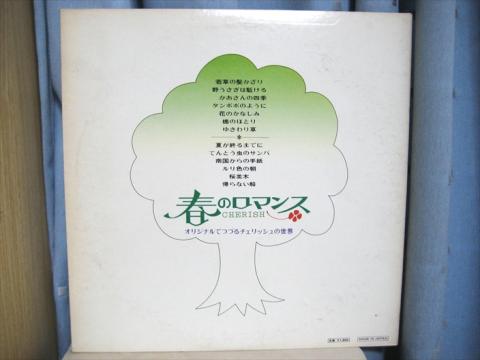 若草の髪かざり
野うさぎは駈ける
かあさんの四季
タンポポのように
花のかなしみ
橋のほとり
ゆきわり草
※
夏が終るまでに
てんとう虫のサンバ
南国からの手紙
ルリ色の朝
桜並木
帰らない船
春のロマンス
CHERISH
オリジナルでつづるチェリッシュの世界